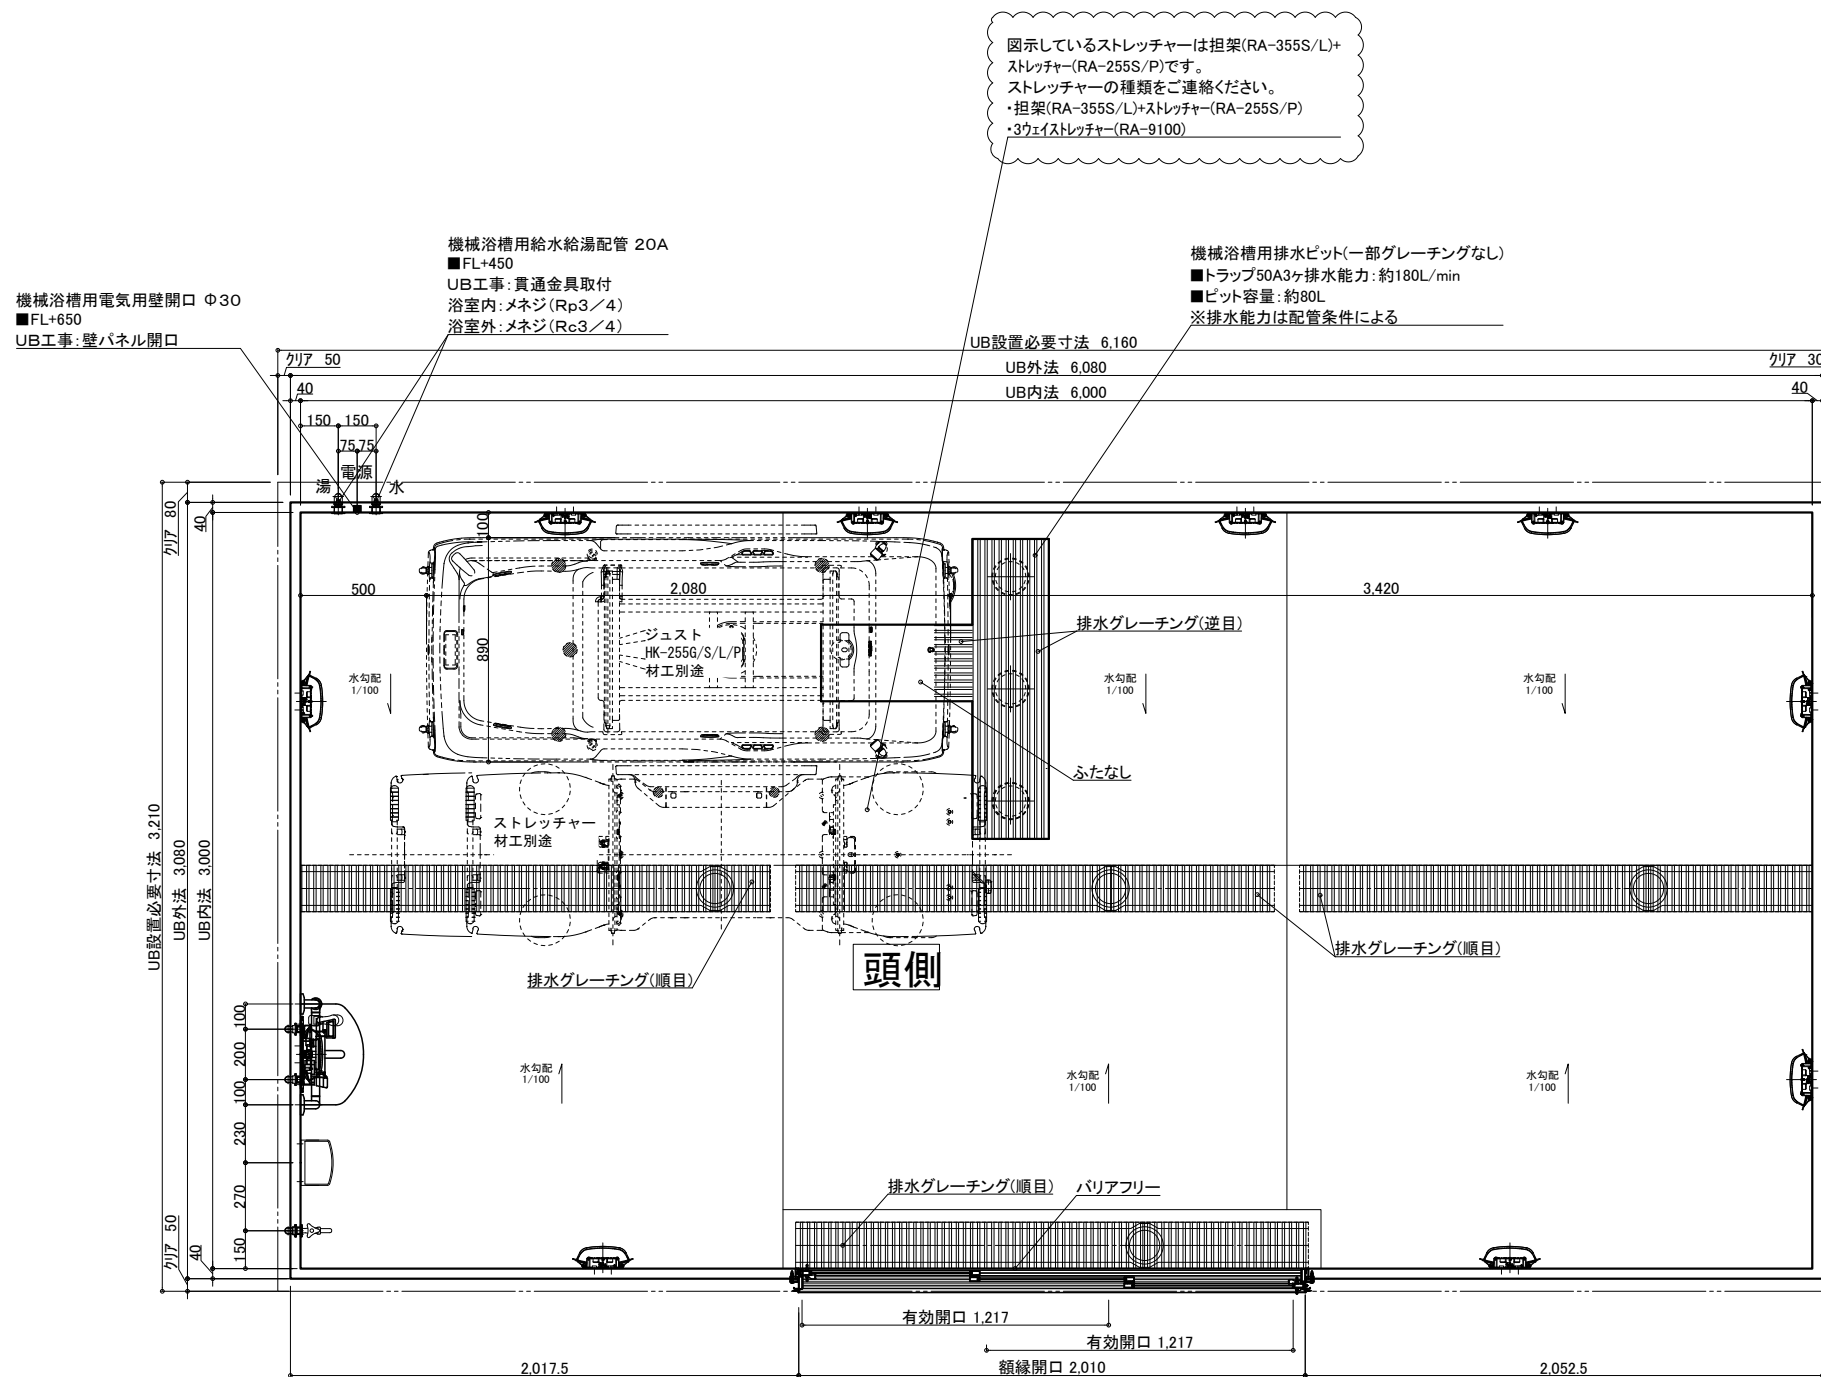 図示しているストレッチャーは担架(RA-355S/L)+
ストレッチャー(RA-255S/P)です。
ストレッチャーの種類をご連絡ください。
・担架(RA-355S/L)+ストレッチャー(RA-255S/P)
・3ウェイストレッチャー(RA-9100)
機械浴槽用給水給湯配管 20A
■FL+450
UB工事:貫通金具取付
浴室内:メネジ(Rp3/4)
浴室外:メネジ(Rc3/4)
機械浴槽用排水ピット(一部グレーチングなし)
■トラップ50A3ヶ排水能力:約180L/min
■ピット容量:約80L
※排水能力は配管条件による
機械浴槽用電気用壁開口 Φ30
■FL+650
UB工事:壁パネル開口
UB設置必要寸法 6,160
クリア 50
クリア 30
UB外法 6,080
40
UB内法 6,000
40
150
150
75
75
電源
湯
水
クリア 80
40
100
500
2,080
3,420
890
ジュスト
HK-255G/S/L/P
材工別途
排水グレーチング(逆目)
水勾配
1/100
水勾配
1/100
水勾配
1/100
ふたなし
ストレッチャー
材工別途
UB設置必要寸法 3,210
UB外法 3,080
UB内法 3,000
排水グレーチング(順目)
頭側
排水グレーチング(順目)
100
200
100
230
270
150
水勾配
1/100
水勾配
1/100
水勾配
1/100
排水グレーチング(順目)
バリアフリー
クリア 50
40
有効開口 1,217
有効開口 1,217
2,017.5
額縁開口 2,010
2,052.5